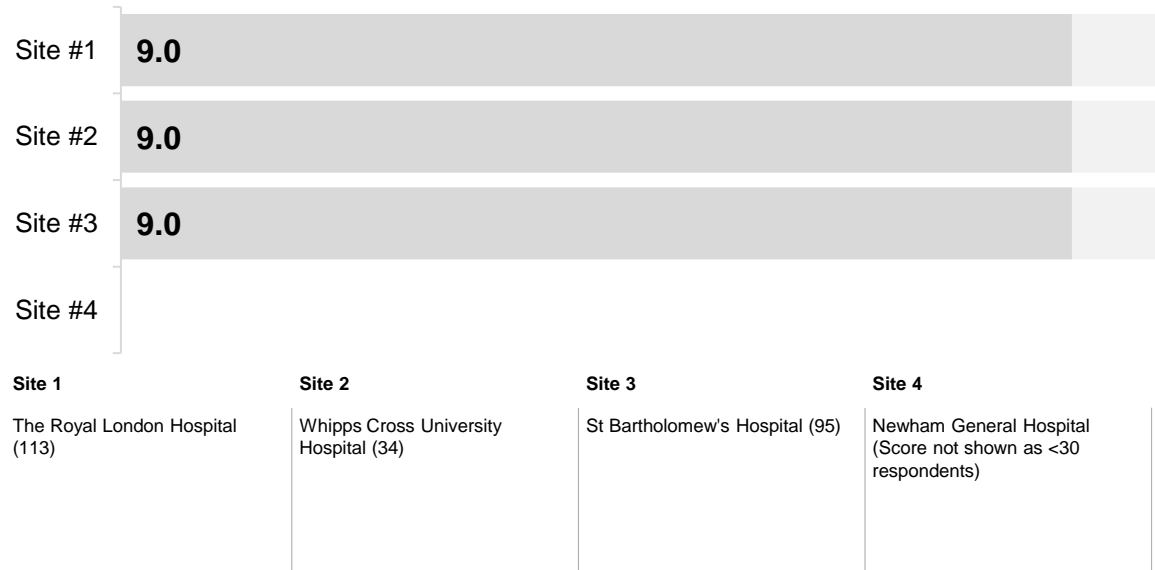 Site #1
9.0
Site #2
9.0
Site #3
9.0
Site #4
Site 1
The Royal London Hospital
(113)
Site 2
Whipps Cross University
Hospital (34)
Site 3
St Bartholomew's Hospital (95)
Site 4
Newham General Hospital
(Score not shown as <30
respondents)